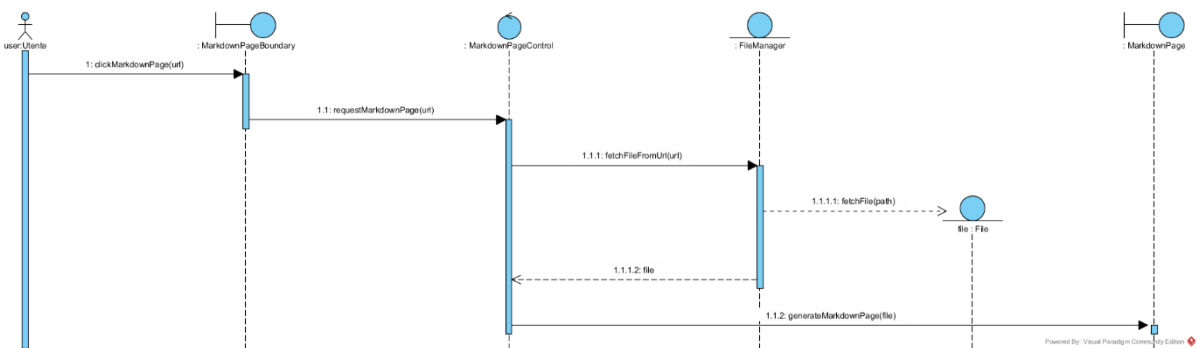 user:Utente
: MarkdownPageBoundary
: MarkdownPageControl
: FileManager
: MarkdownPage
1: clickMarkdownPage(url)
1.1: requestMarkdownPage(url)
1.1.1: fetchFileFromUrl(url)
1.1.1.1: fetchFile(path)
file : File
1.1.1.2: file
1.1.2: generateMarkdownPage(file)
Powered By: Visual Paradigm Community Edition